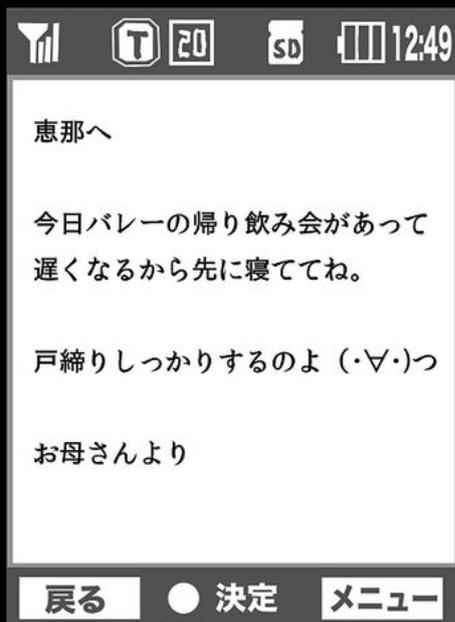 T 20 SD 12:49
恵那へ
今日バレーの帰り飲み会があって
遅くなるから先に寝ててね。
戸締りしっかりするのよ (・∀・)つ
お母さんより
戻る 決定 メニュー